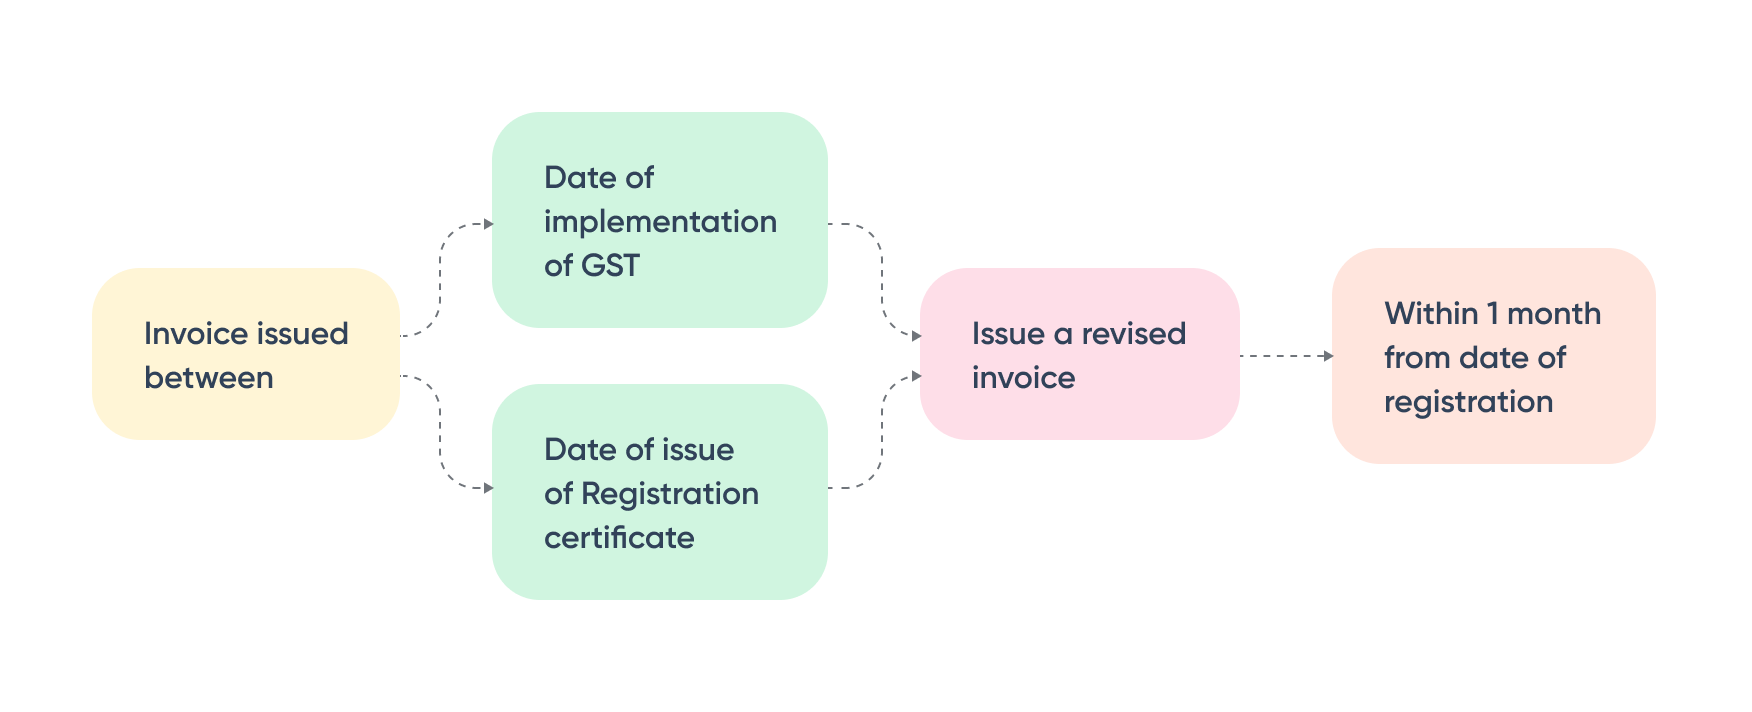 Invoice issued
between
Date of
implementation
of GST
Date of issue
of Registration
certificate
Issue a revised
invoice
Within 1 month
from date of
registration